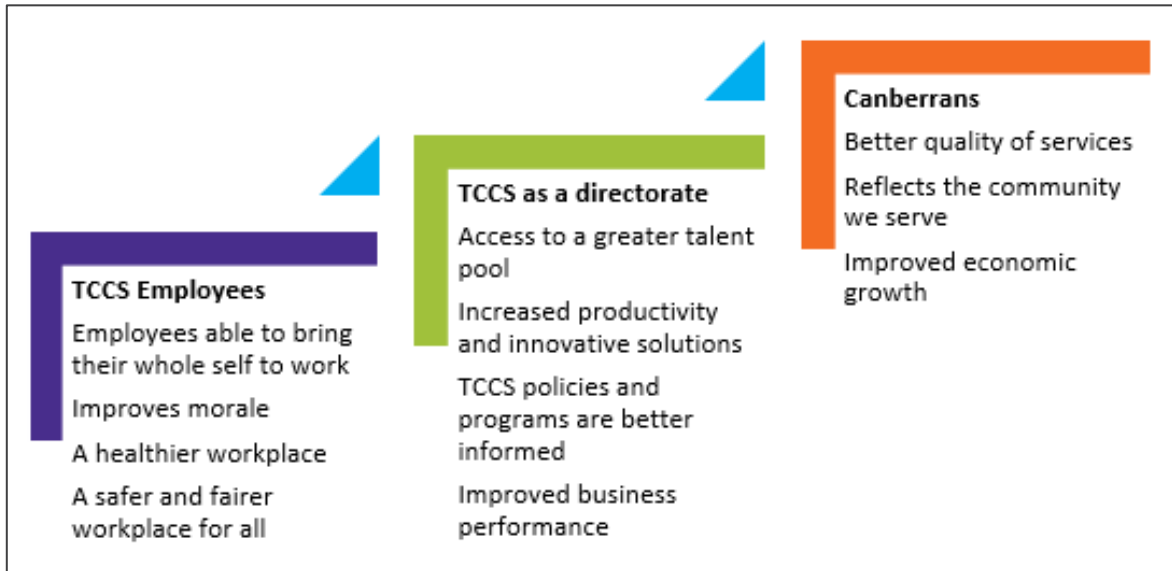 TCCS Employees
Employees able to bring
their whole self to work
Improves morale
A healthier workplace
A safer and fairer
workplace for all
TCCS as a directorate
Access to a greater talent
pool
Increased productivity
and innovative solutions
TCCS policies and
programs are better
informed
Improved business
performance
Canberrans
Better quality of services
Reflects the community
we serve
Improved economic
growth